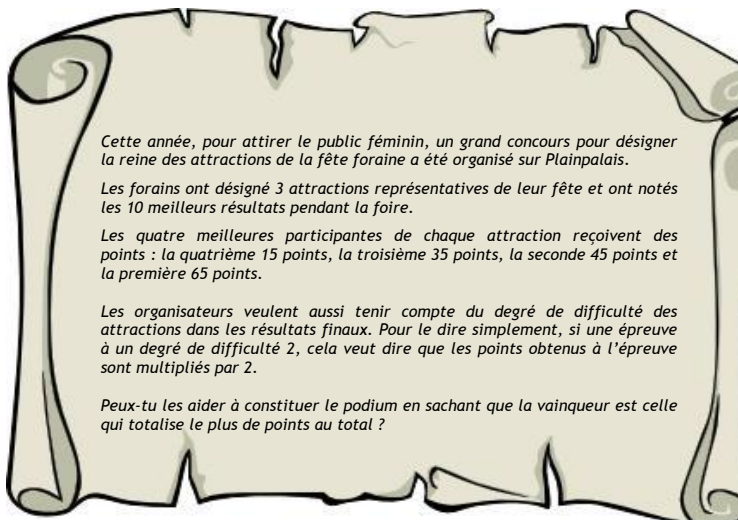 Cette année, pour attirer le public féminin, un grand concours pour désigner
la reine des attractions de la fête foraine a été organisé sur Plainpalais.
Les forains ont désigné 3 attractions représentatives de leur fête et ont notés
les 10 meilleurs résultats pendant la foire.
Les quatre meilleures participantes de chaque attraction reçoivent des
points : la quatrième 15 points, la troisième 35 points, la seconde 45 points et
la première 65 points.
Les organisateurs veulent aussi tenir compte du degré de difficulté des
attractions dans les résultats finaux. Pour le dire simplement, si une épreuve
à un degré de difficulté 2, cela veut dire que les points obtenus à l'épreuve
sont multipliés par 2.
Peux-tu les aider à constituer le podium en sachant que la vainqueur est celle
qui totalise le plus de points au total ?